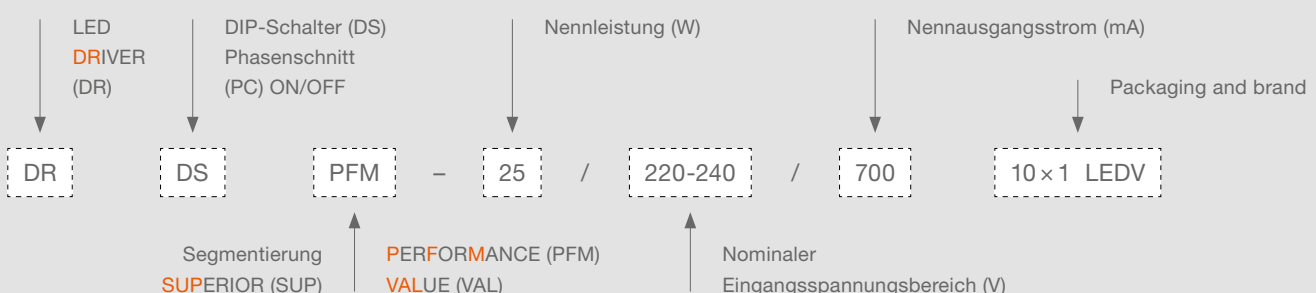 LED
DRIVER
(DR)
DIP-Schalter (DS)
Phasenschnitt
(PC) ON/OFF
Nennleistung (W)
Nennausgangsstrom (mA)
Packaging and brand
DR DS PFM – 25 / 220-240 / 700 10 × 1 LEDV
Segmentierung
SUPERIOR (SUP)
PERFORMANCE (PFM)
VALUE (VAL)
Nominaler
Eingangsspannungsbereich (V)